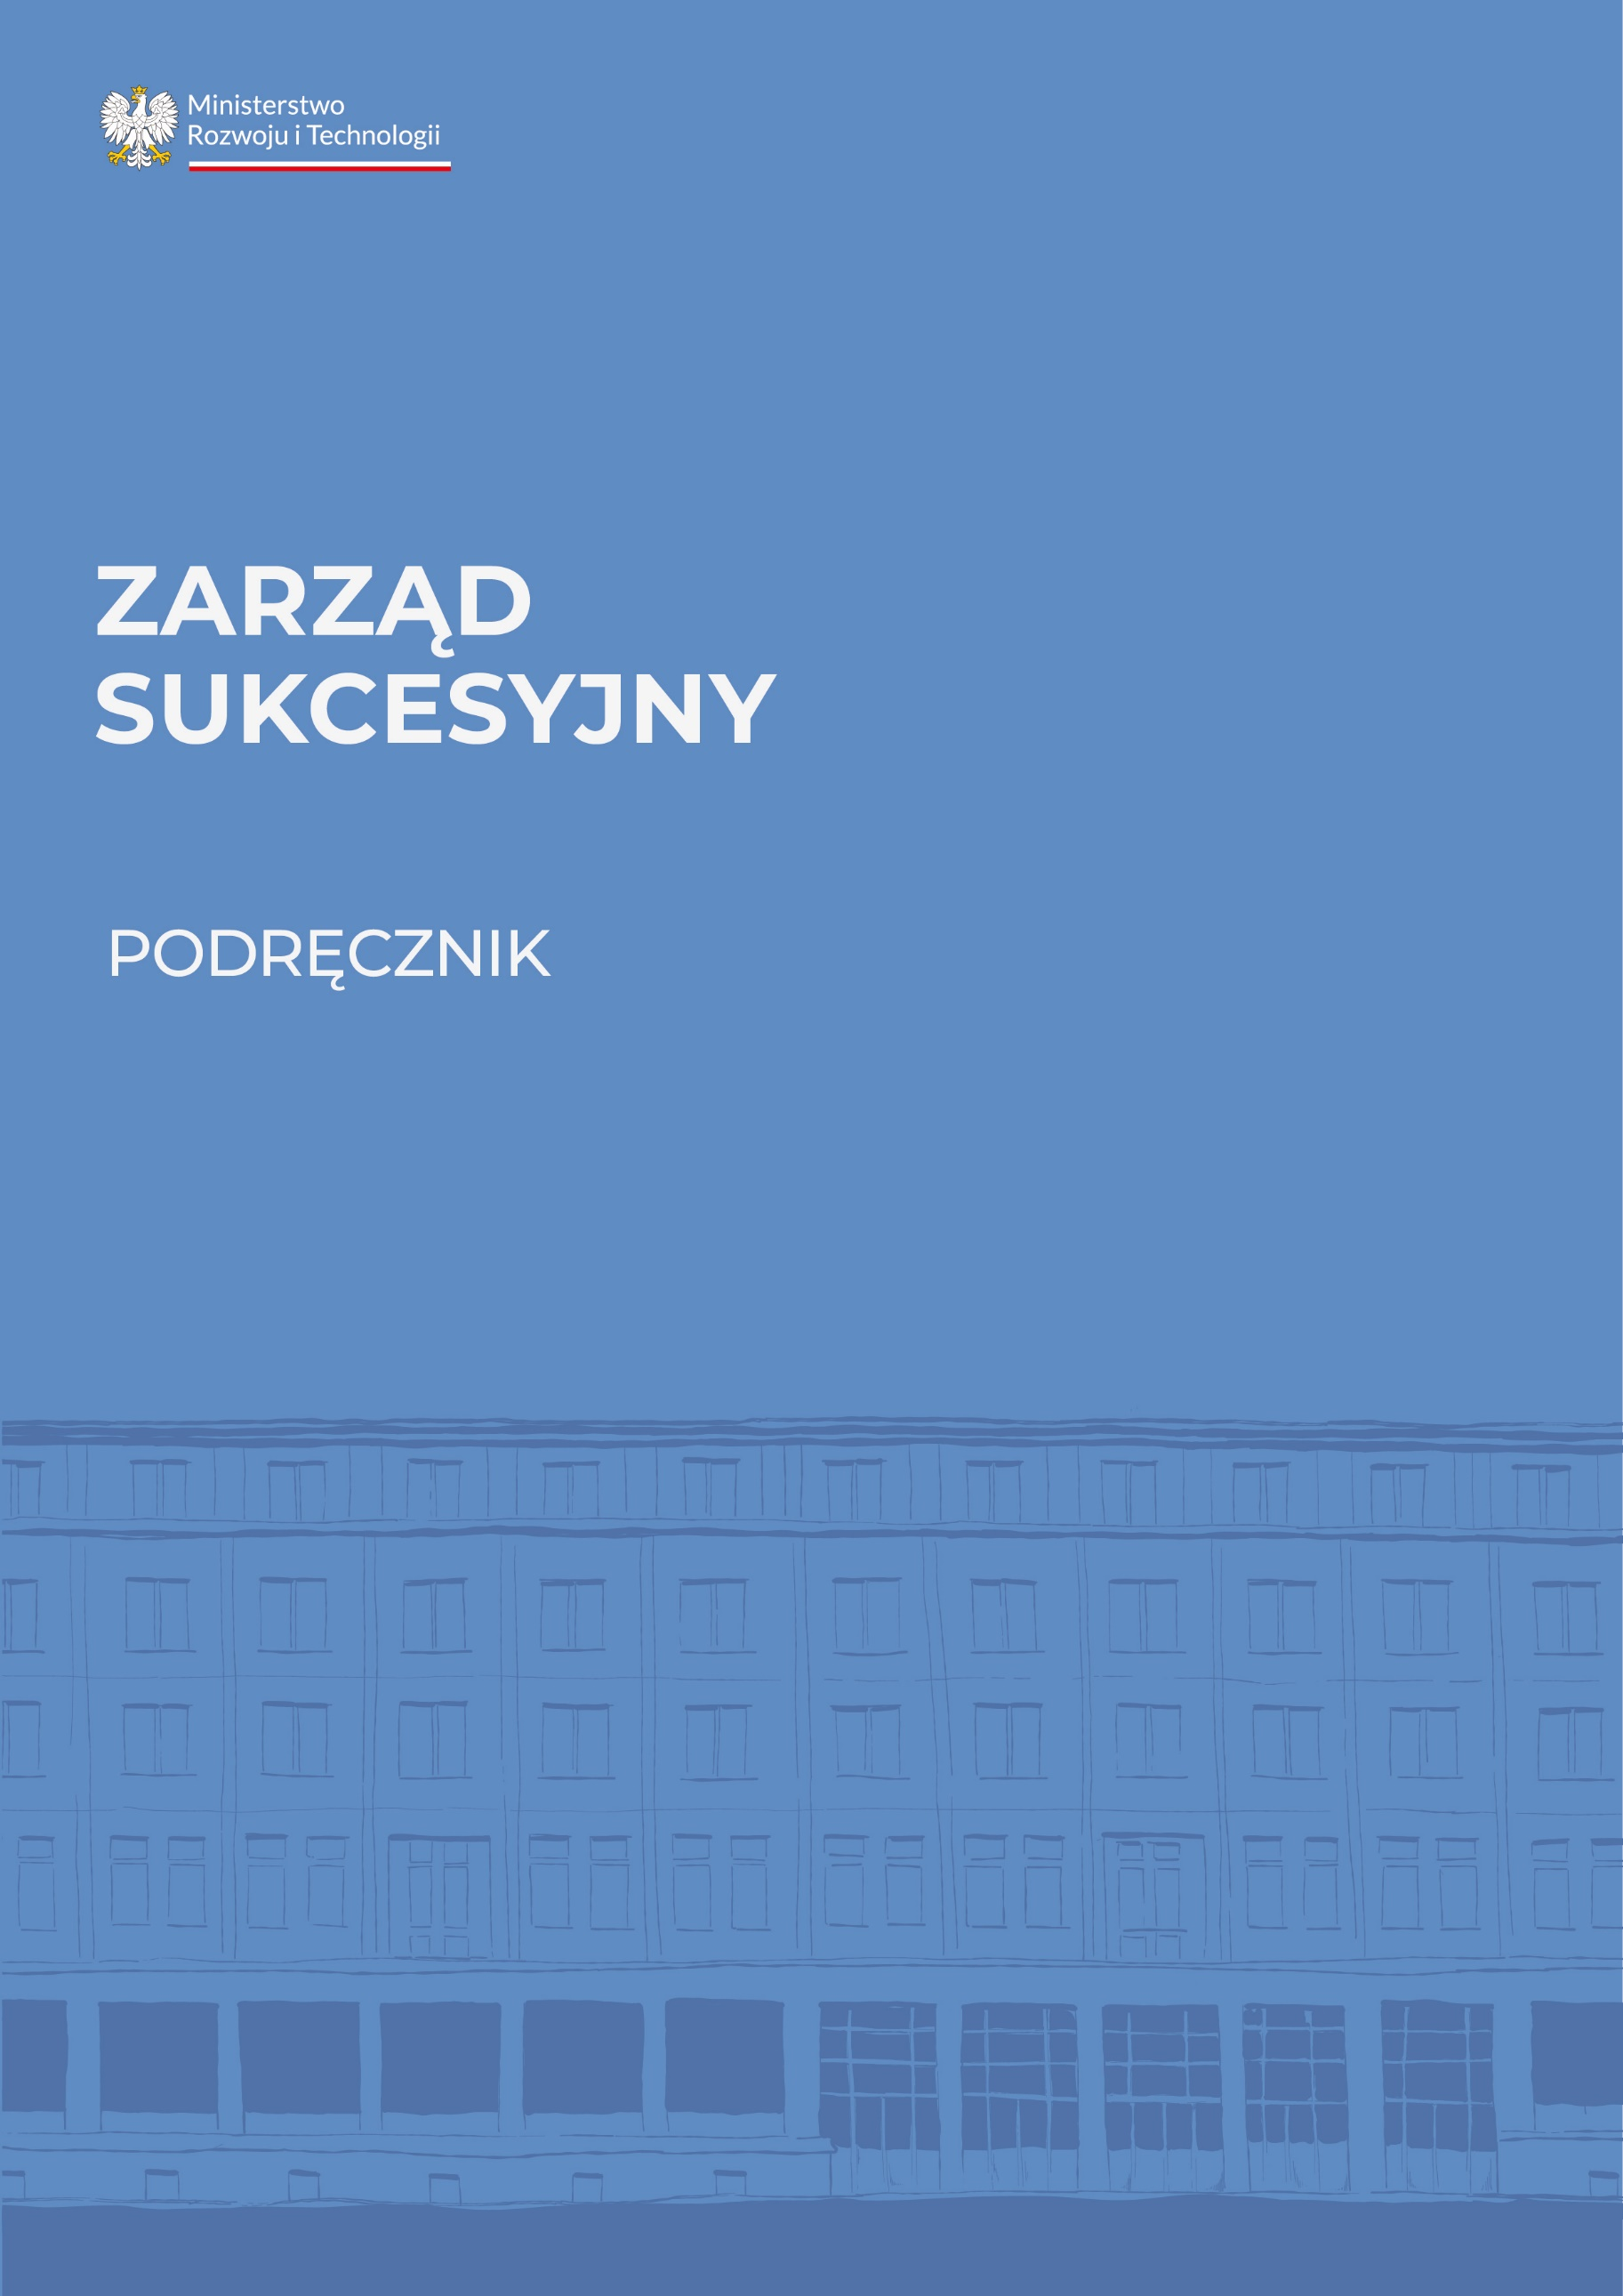 Ministerstwo
Rozwoju i Technologii
ZARZĄD
SUKCESYJNY
PODRĘCZNIK